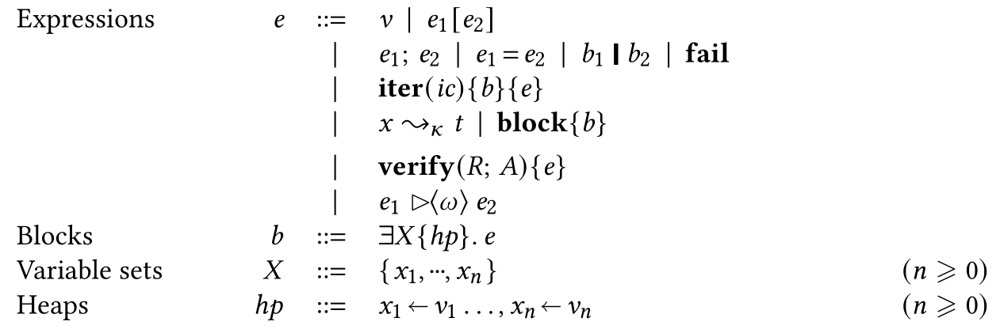 Expressions e ::= v | e₁[e₂]
| e₁; e₂ | e₁ = e₂ | b₁ ❙ b₂ | fail
| iter(ic){b}{e}
| x ⤳κ t | block{b}
| verify(R; A){e}
| e₁ ▷⟨ω⟩ e₂
Blocks b ::= ∃X{hp}. e
Variable sets X ::= {x₁,⋯,xₙ} (n ⩾ 0)
Heaps hp ::= x₁ ← v₁ …, xₙ ← vₙ (n ⩾ 0)